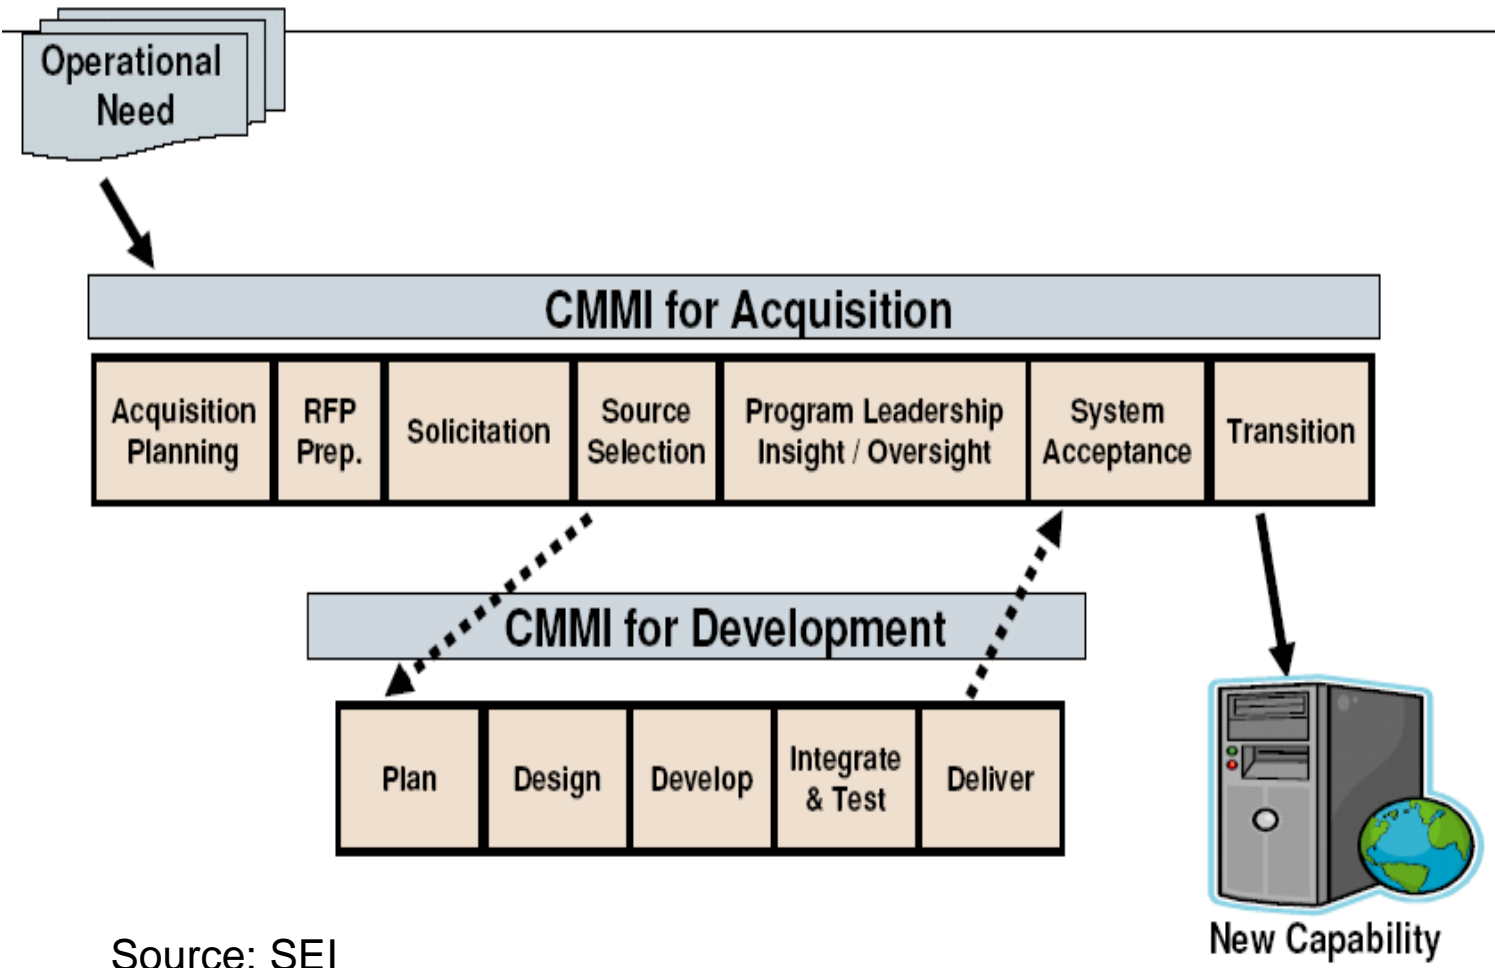 Operational
Need
CMMI for Acquisition
Acquisition
Planning
RFP
Prep.
Solicitation
Source
Selection
Program Leadership
Insight / Oversight
System
Acceptance
Transition
CMMI for Development
Plan
Design
Develop
Integrate
& Test
Deliver
New Capability
Source: SEI